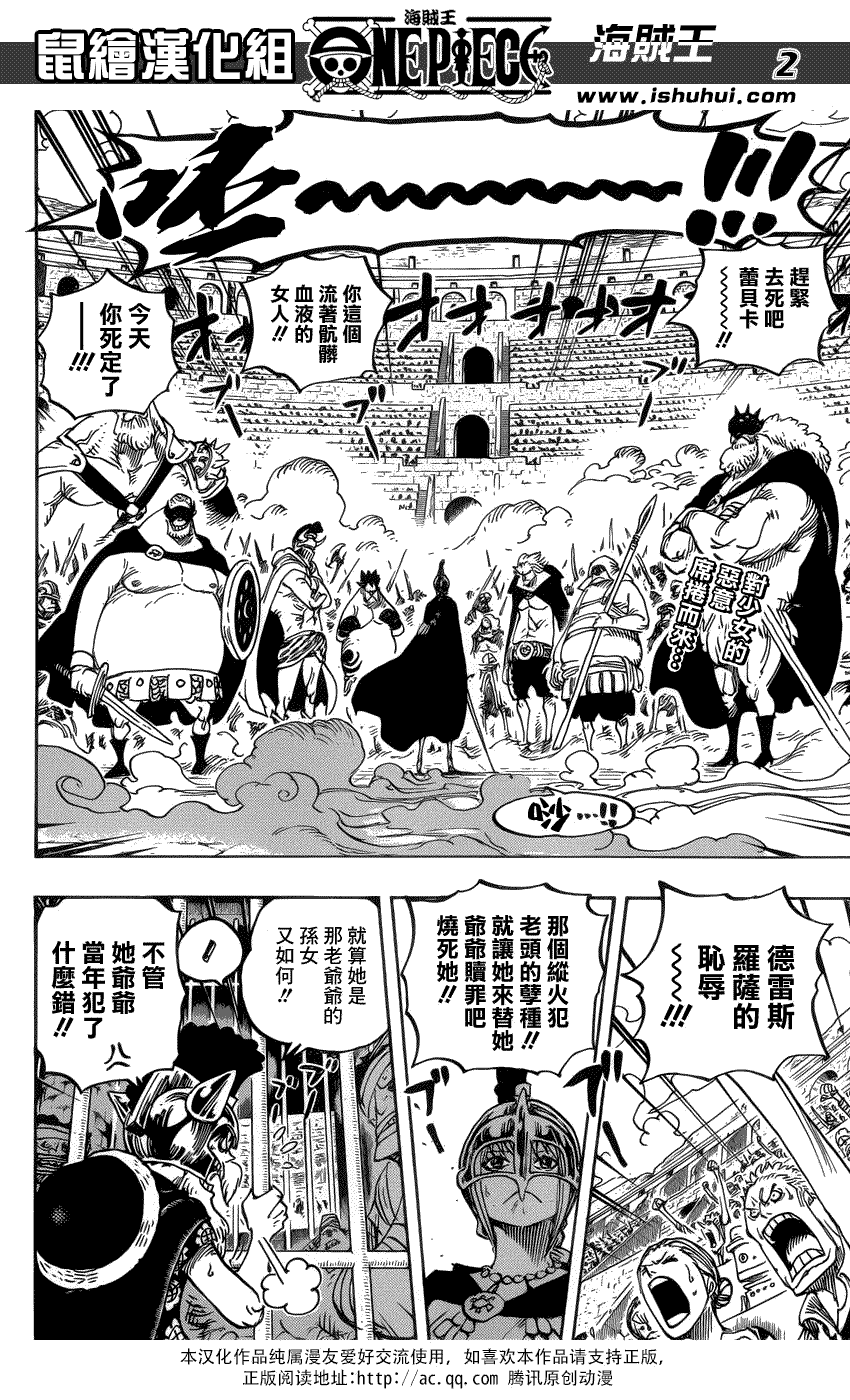 鼠繪漢化組
海賊王
ONE PIECE
海賊王
2
www.ishuhui.com
哇~!!!
趕緊
去死吧
蕾貝卡
~!!!
你這個
流著骯髒
血液的
女人!!
今天
你死定了
—!!!
オオオオオオ
對少女的
惡意
席捲而來…
德雷斯
羅薩的
恥辱
~!!!
那個縱火犯
老頭的孽種!!
就讓她來替她
爺爺贖罪吧
燒死她!!
就算她是
那老爺爺的
孫女
又如何!!
不管
她爺爺
當年犯了
什麼錯!!
本汉化作品纯属漫友爱好交流使用，如喜欢本作品请支持正版，
正版阅读地址:http://ac.qq.com 腾讯原创动漫